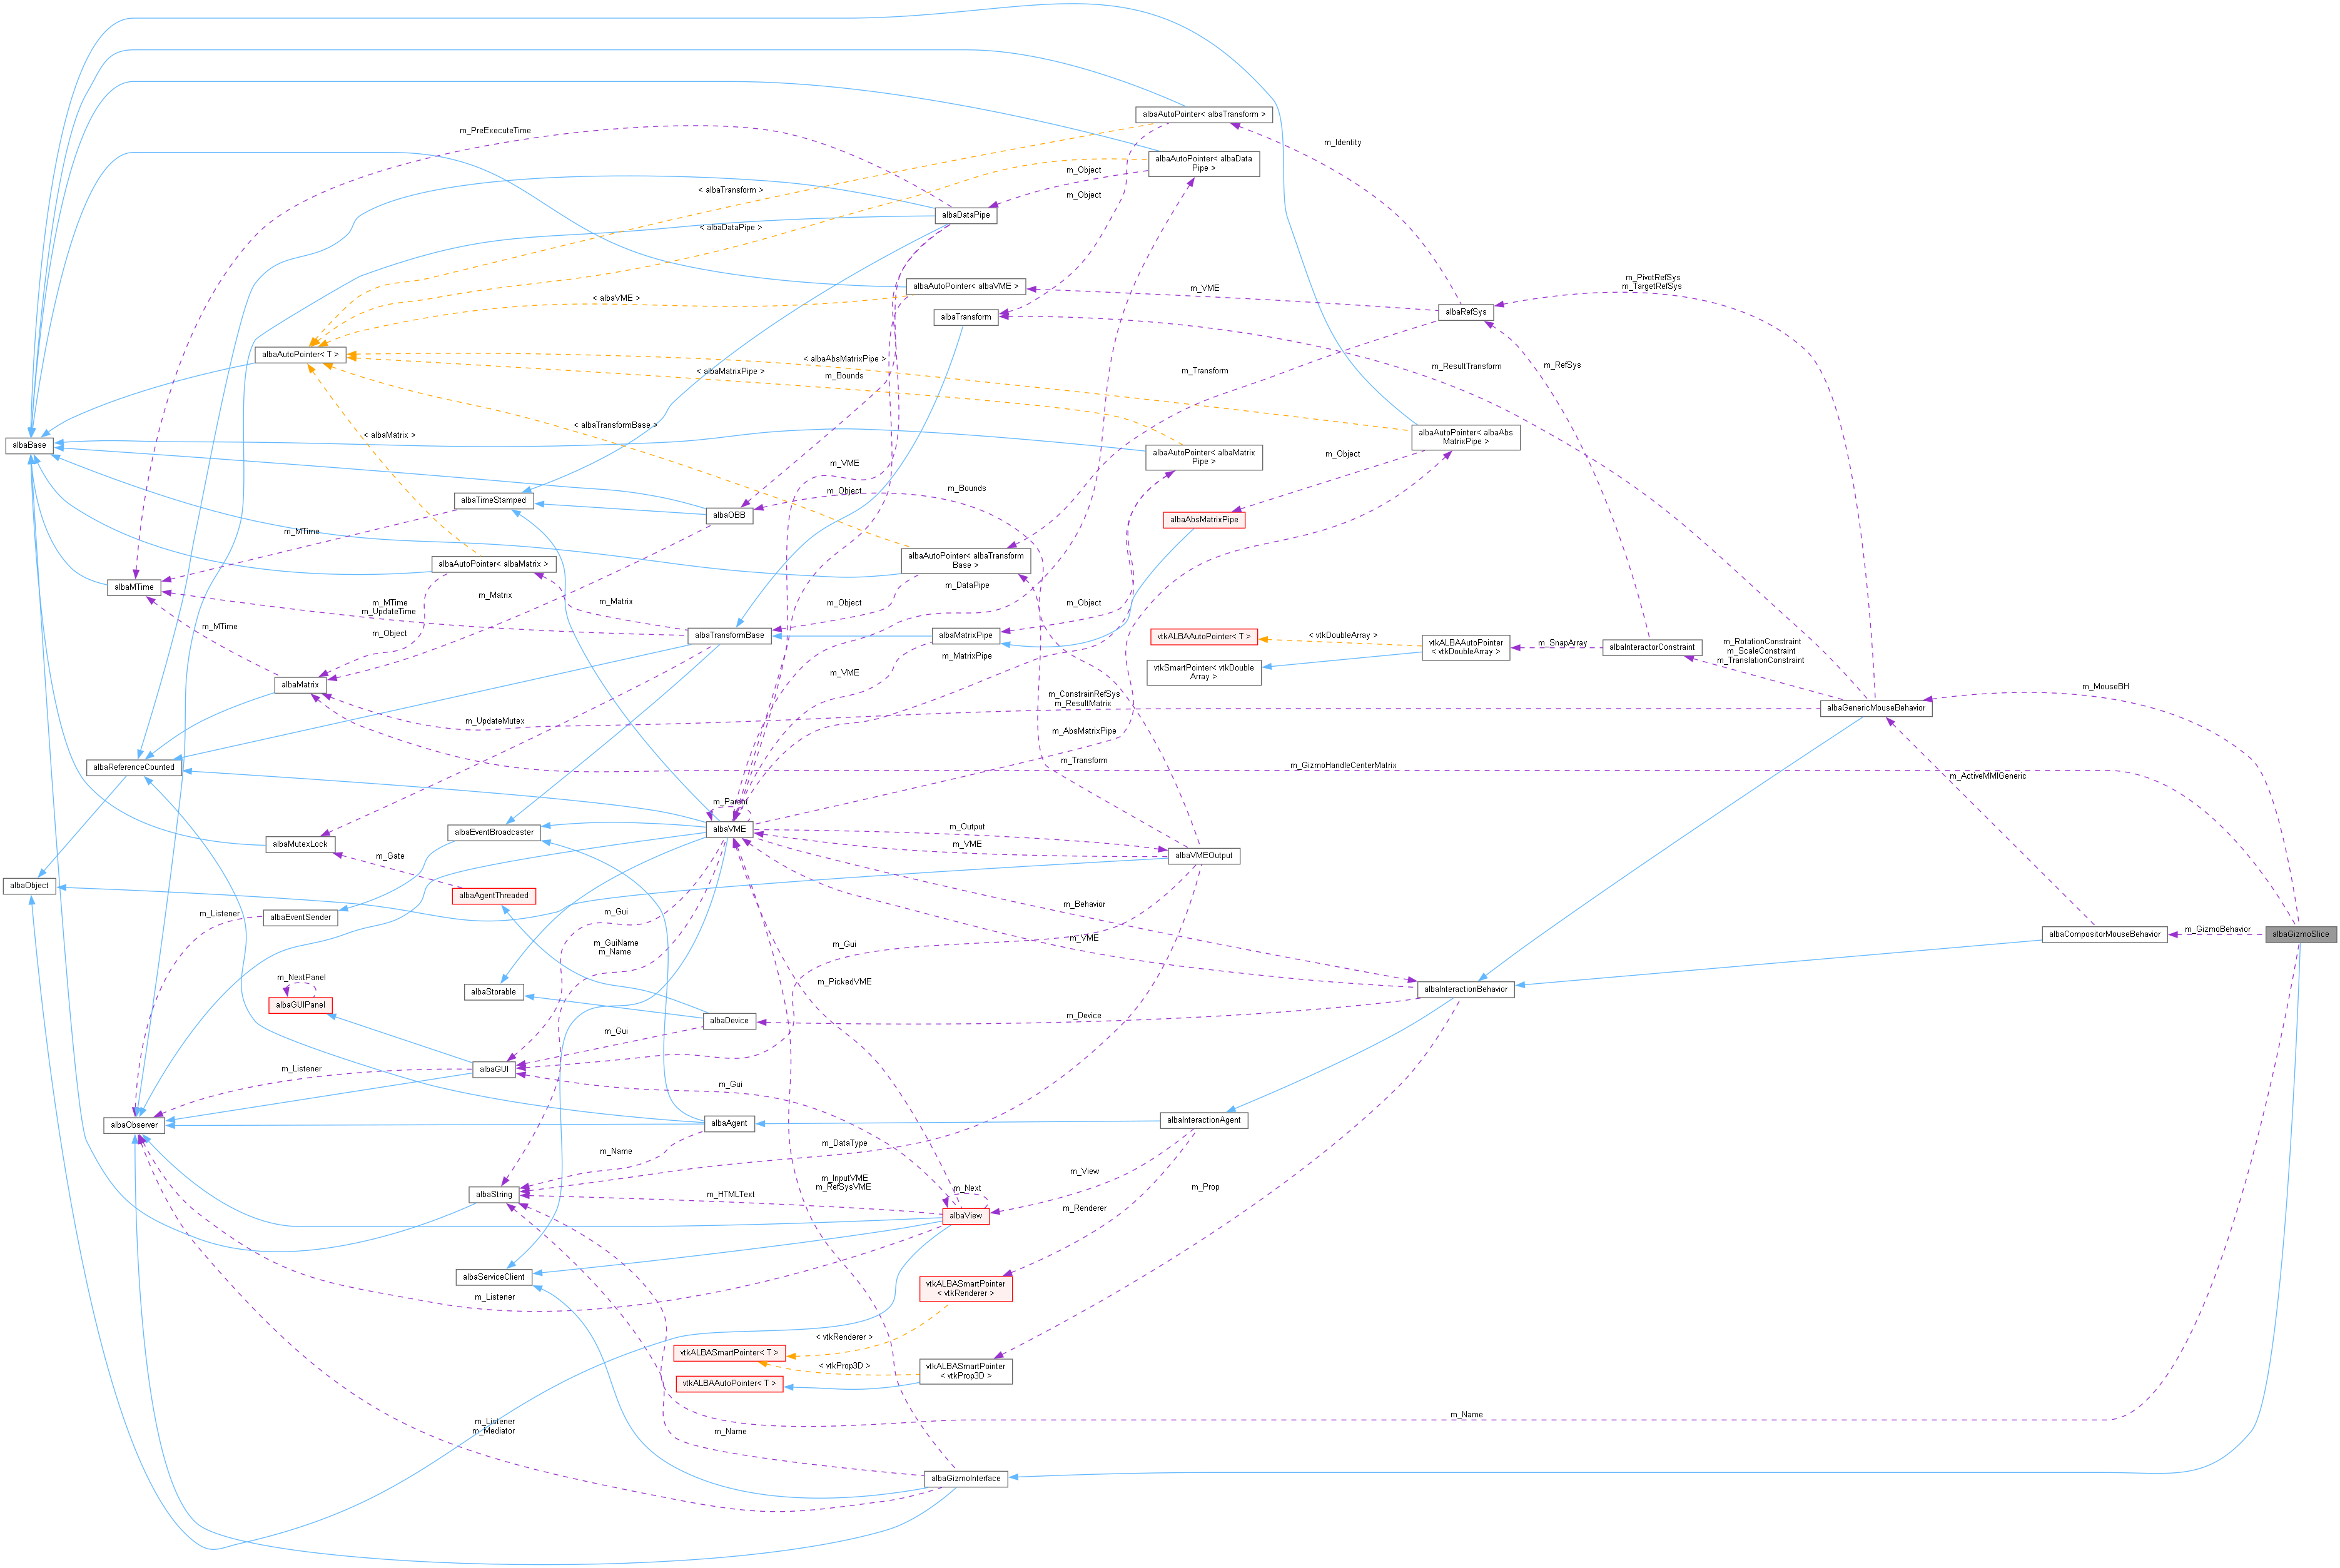 albaAutoPointer< albaTransform >
m_PreExecuteTime
m_Identity
albaAutoPointer< albaData
Pipe >
m_Object
< albaTransform >
m_Object
albaDataPipe
< albaDataPipe >
m_PivotRefSys
m_TargetRefSys
albaAutoPointer< albaVME >
m_VME
< albaVME >
albaRefSys
albaTransform
albaAutoPointer< T >
< albaAbsMatrixPipe >
m_RefSys
m_ResultTransform
< albaMatrixPipe >
m_Bounds
m_Transform
< albaTransformBase >
< albaMatrix >
albaAutoPointer< albaAbs
MatrixPipe >
albaBase
albaAutoPointer< albaMatrix
Pipe >
m_Object
m_VME
m_Object
m_Bounds
albaTimeStamped
albaOBB
albaAbsMatrixPipe
m_MTime
albaAutoPointer< albaTransform
Base >
albaAutoPointer< albaMatrix >
albaMTime
m_DataPipe
m_Matrix
m_MTime
m_UpdateTime
m_Matrix
m_Object
m_Object
m_MTime
m_Object
albaTransformBase
albaMatrixPipe
vtkALBAAutoPointer< T >
< vtkDoubleArray >
vtkALBAAutoPointer
< vtkDoubleArray >
m_SnapArray
albaInteractorConstraint
m_RotationConstraint
m_ScaleConstraint
m_TranslationConstraint
m_MatrixPipe
vtkSmartPointer< vtkDouble
Array >
m_VME
albaMatrix
m_MouseBH
m_ConstrainRefSys
m_ResultMatrix
albaGenericMouseBehavior
m_UpdateMutex
m_AbsMatrixPipe
m_Transform
m_GizmoHandleCenterMatrix
m_ActiveMMIGeneric
albaReferenceCounted
m_Parent
albaVME
albaEventBroadcaster
m_Output
m_VME
albaMutexLock
albaVMEOutput
m_Gate
albaObject
albaAgentThreaded
m_Behavior
albaEventSender
m_Listener
m_Gui
m_VME
m_GizmoBehavior
albaCompositorMouseBehavior
albaGizmoSlice
m_GuiName
m_Name
m_Gui
m_NextPanel
m_PickedVME
albaStorable
albaInteractionBehavior
albaGUIPanel
albaDevice
m_Device
m_Gui
albaGUI
m_Listener
m_Gui
albaObserver
albaAgent
albaInteractionAgent
m_DataType
m_Name
m_View
m_InputVME
m_RefSysVME
m_Next
m_Prop
albaString
m_HTMLText
m_Renderer
albaView
albaServiceClient
m_Listener
vtkALBASmartPointer
< vtkRenderer >
< vtkRenderer >
vtkALBASmartPointer< T >
< vtkProp3D >
vtkALBASmartPointer
< vtkProp3D >
vtkALBAAutoPointer< T >
m_Name
m_Listener
m_Mediator
m_Name
albaGizmoInterface